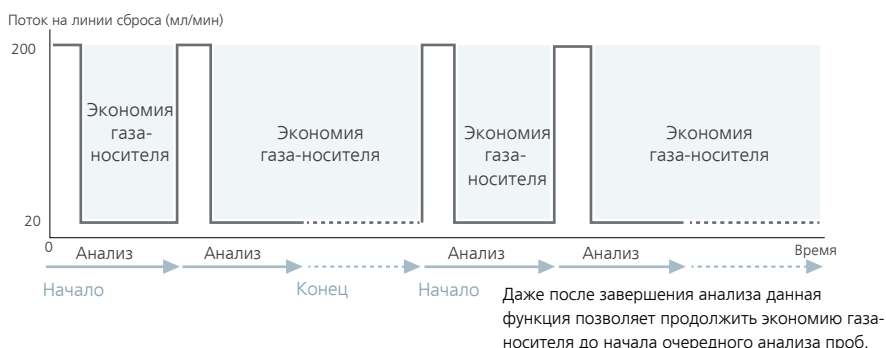 Поток на линии сброса (мл/мин)
200
Экономия
газа-
носителя
Экономия
газа-носителя
Экономия
газа-
носителя
Экономия
газа-носителя
20
0
Анализ
Анализ
Анализ
Анализ
Время
Начало
Конец
Начало
Даже после завершения анализа данная
функция позволяет продолжить экономию газа-
носителя до начала очередного анализа проб.